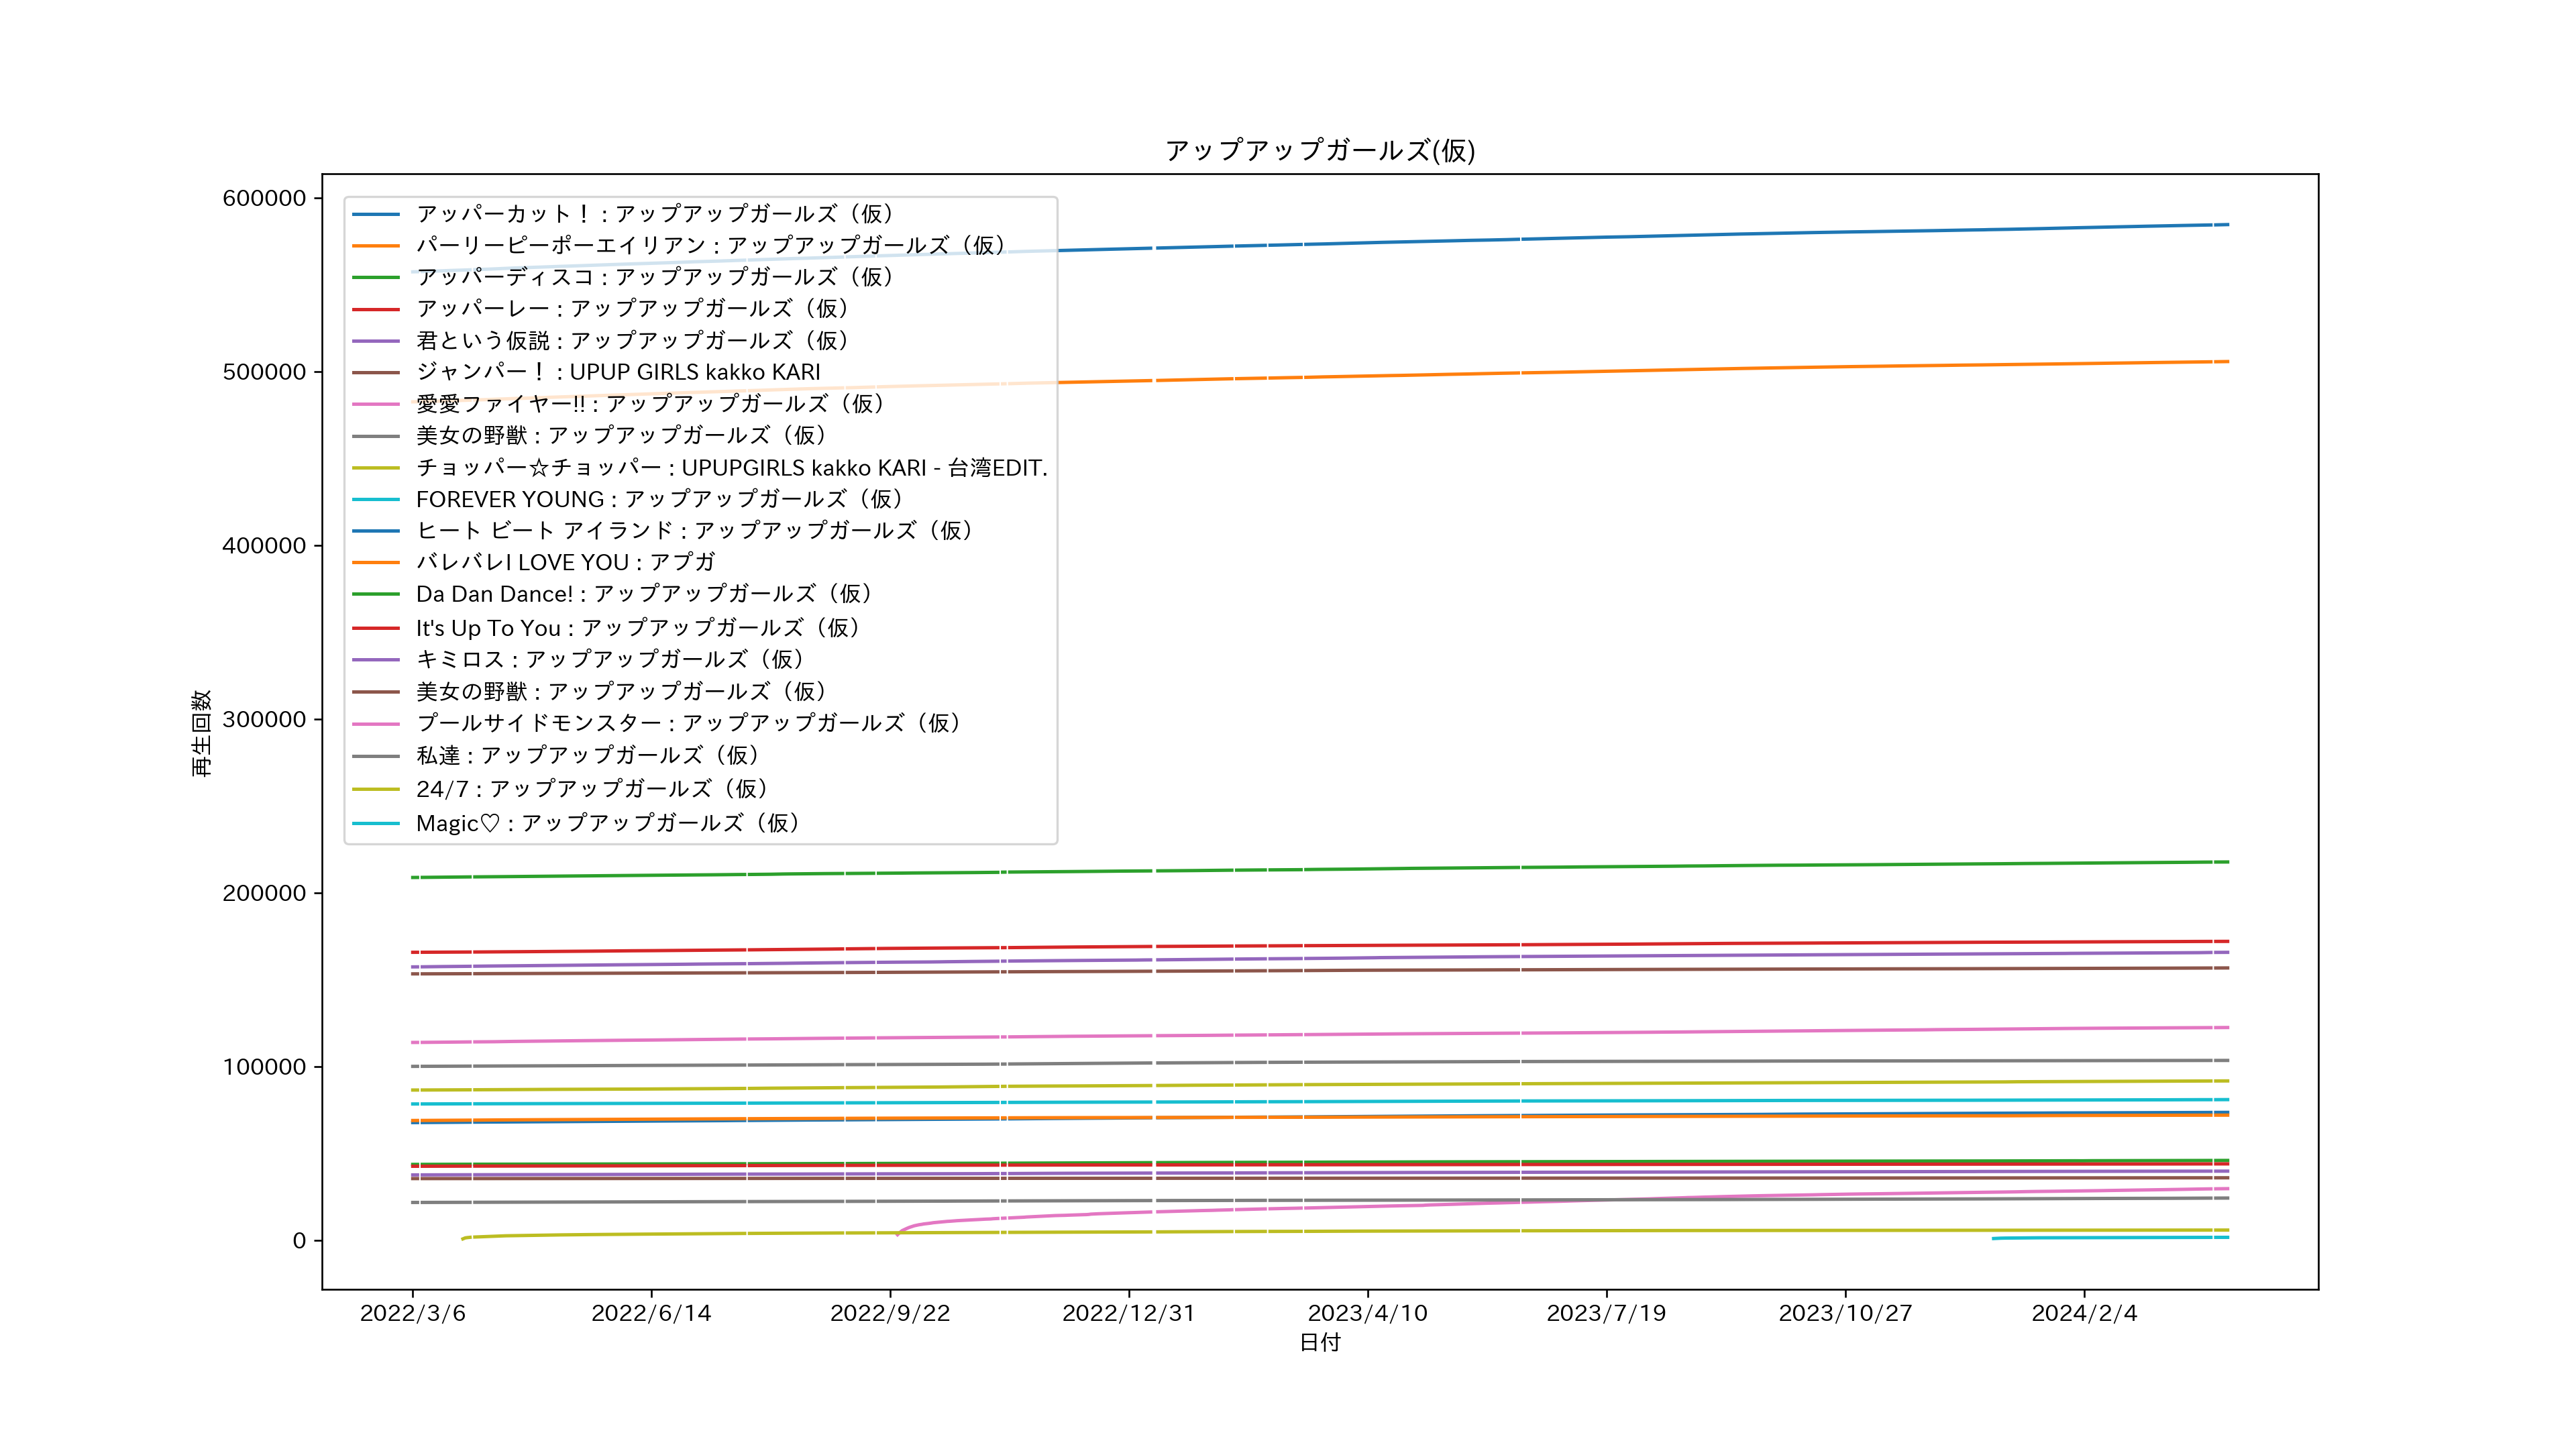 アップアップガールズ(仮)
600000
500000
400000
300000
200000
100000
0
再生回数
アッパーカット！ : アップアップガールズ（仮）
パーリーピーポーエイリアン : アップアップガールズ（仮）
アッパーディスコ : アップアップガールズ（仮）
アッパーレー : アップアップガールズ（仮）
君という仮説 : アップアップガールズ（仮）
ジャンパー！ : UPUP GIRLS kakko KARI
愛愛ファイヤー!! : アップアップガールズ（仮）
美女の野獣 : アップアップガールズ（仮）
チョッパー☆チョッパー : UPUPGIRLS kakko KARI - 台湾EDIT.
FOREVER YOUNG : アップアップガールズ（仮）
ヒート ビート アイランド : アップアップガールズ（仮）
バレバレI LOVE YOU : アプガ
Da Dan Dance! : アップアップガールズ（仮）
It's Up To You : アップアップガールズ（仮）
キミロス : アップアップガールズ（仮）
美女の野獣 : アップアップガールズ（仮）
プールサイドモンスター : アップアップガールズ（仮）
私達 : アップアップガールズ（仮）
24/7 : アップアップガールズ（仮）
Magic♡ : アップアップガールズ（仮）
2022/3/6 2022/6/14 2022/9/22 2022/12/31 2023/4/10 2023/7/19 2023/10/27 2024/2/4
日付